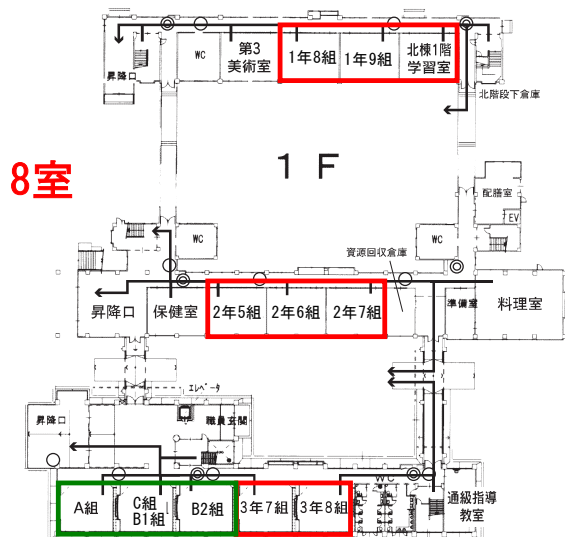 昇降口
WC
第3
美術室
1年8組
1年9組
北棟1階
学習室
北階段下倉庫
8室
1 F
配膳室
EV
WC
WC
資源回収倉庫
昇降口
保健室
2年5組
2年6組
2年7組
準備室
料理室
エレベータ
昇降口
職員玄関
A組
C組
B1組
B2組
3年7組
3年8組
WC
通級指導
教室